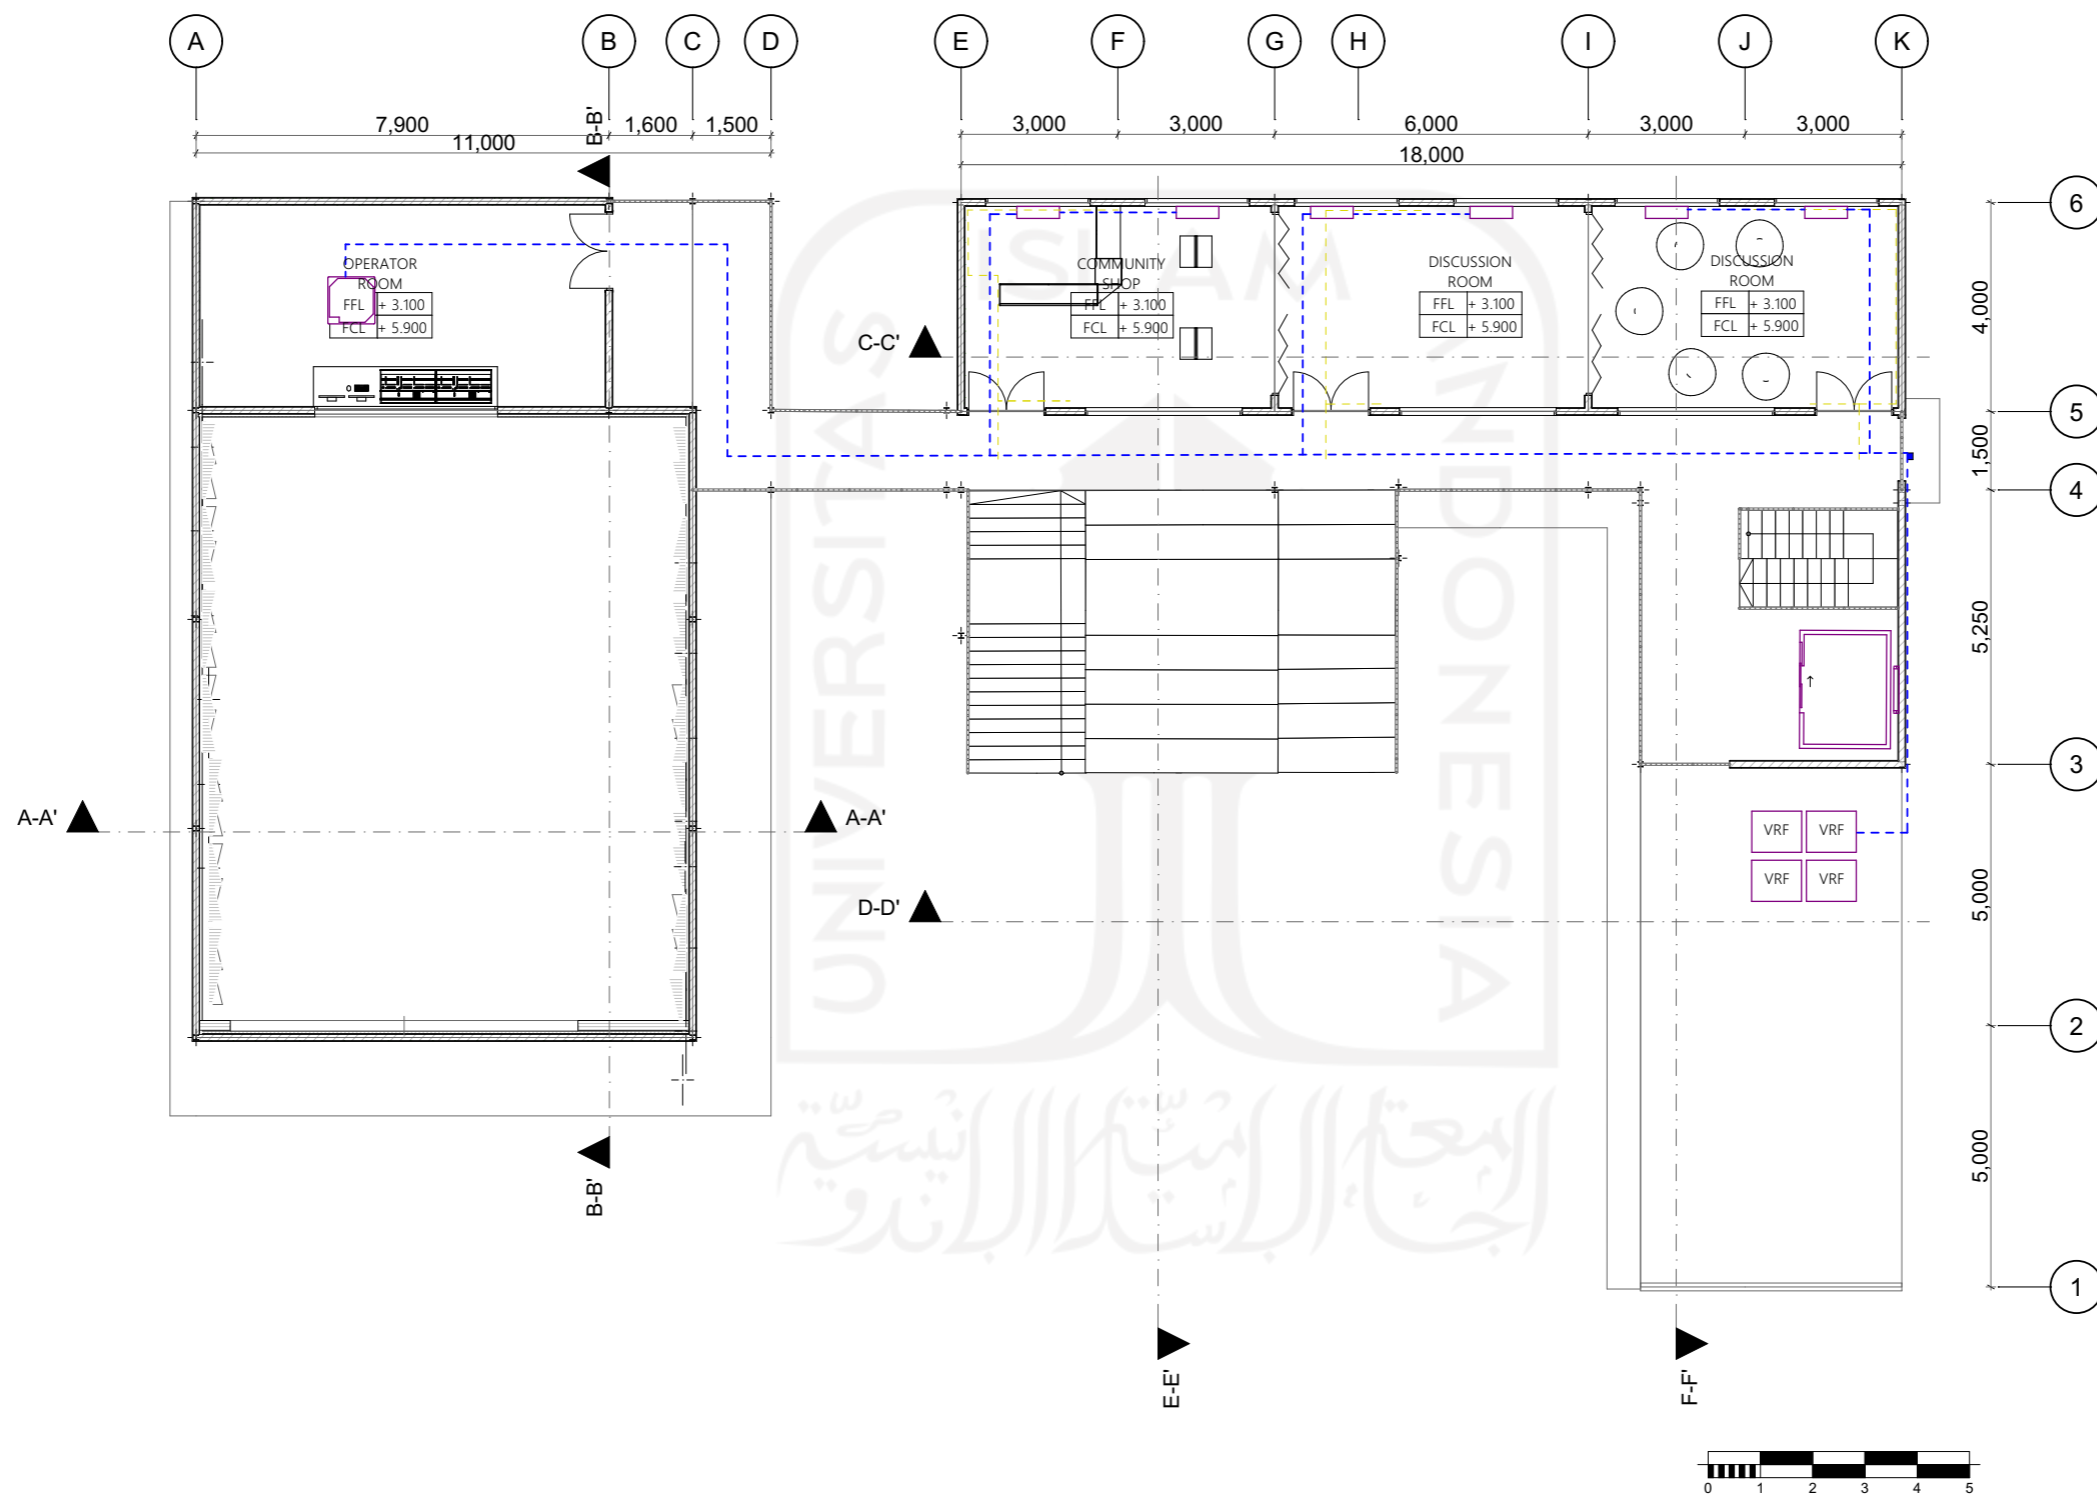 A B C D E F G H I J K
7,900 1,600 1,500 3,000 3,000 6,000 3,000 3,000
11,000 18,000
B-B'
6
OPERATOR
ROOM
FFL + 3.100
FCL + 5.900
COMMUNITY
SHOP
FFL + 3.100
FCL + 5.900
DISCUSSION
ROOM
FFL + 3.100
FCL + 5.900
DISCUSSION
ROOM
FFL + 3.100
FCL + 5.900
4,000
C-C'
5
1,500
4
5,250
3
A-A' A-A'
VRF VRF
VRF VRF
D-D'
5,000
2
5,000
B-B'
1
E-E' F-F'
0 1 2 3 4 5
ISLAM
UNIVERSITAS
INDONESIA